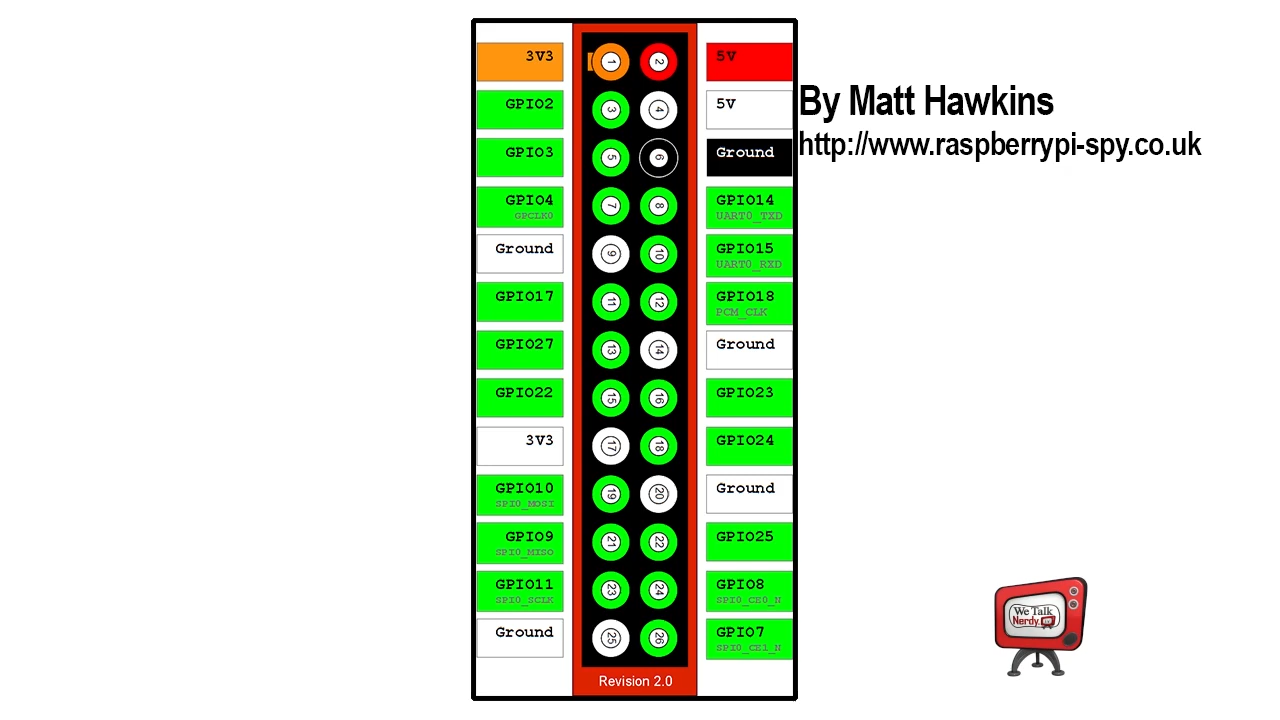 3V3 1 2 5V
GPIO2 3 4 5V
By Matt Hawkins
GPIO3 5 6 Ground
http://www.raspberrypi-spy.co.uk
GPIO4 7 8 GPIO14
GPCLK0 UART0_TXD
Ground 9 10 GPIO15
UART0_RXD
GPIO17 11 12 GPIO18
PCM_CLK
GPIO27 13 14 Ground
GPIO22 15 16 GPIO23
3V3 17 18 GPIO24
GPIO10 19 20 Ground
SPI0_MOSI
GPIO9 21 22 GPIO25
SPI0_MISO
GPIO11 23 24 GPIO8
SPI0_SCLK SPI0_CE0_N
Ground 25 26 GPIO7
SPI0_CE1_N
Revision 2.0
We Talk
Nerdy